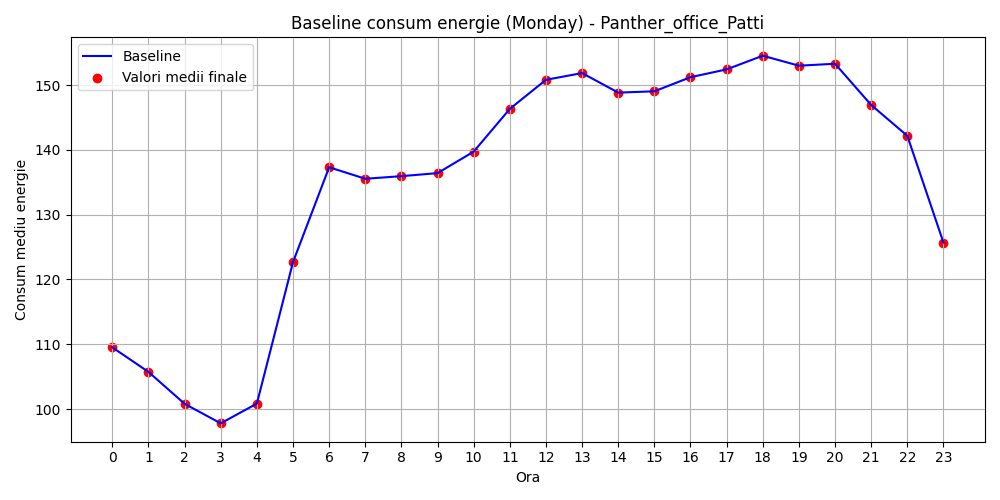 Baseline consum energie (Monday) - Panther_office_Patti
Baseline
Valori medii finale
Consum mediu energie
150
140
130
120
110
100
0 1 2 3 4 5 6 7 8 9 10 11 12 13 14 15 16 17 18 19 20 21 22 23
Ora